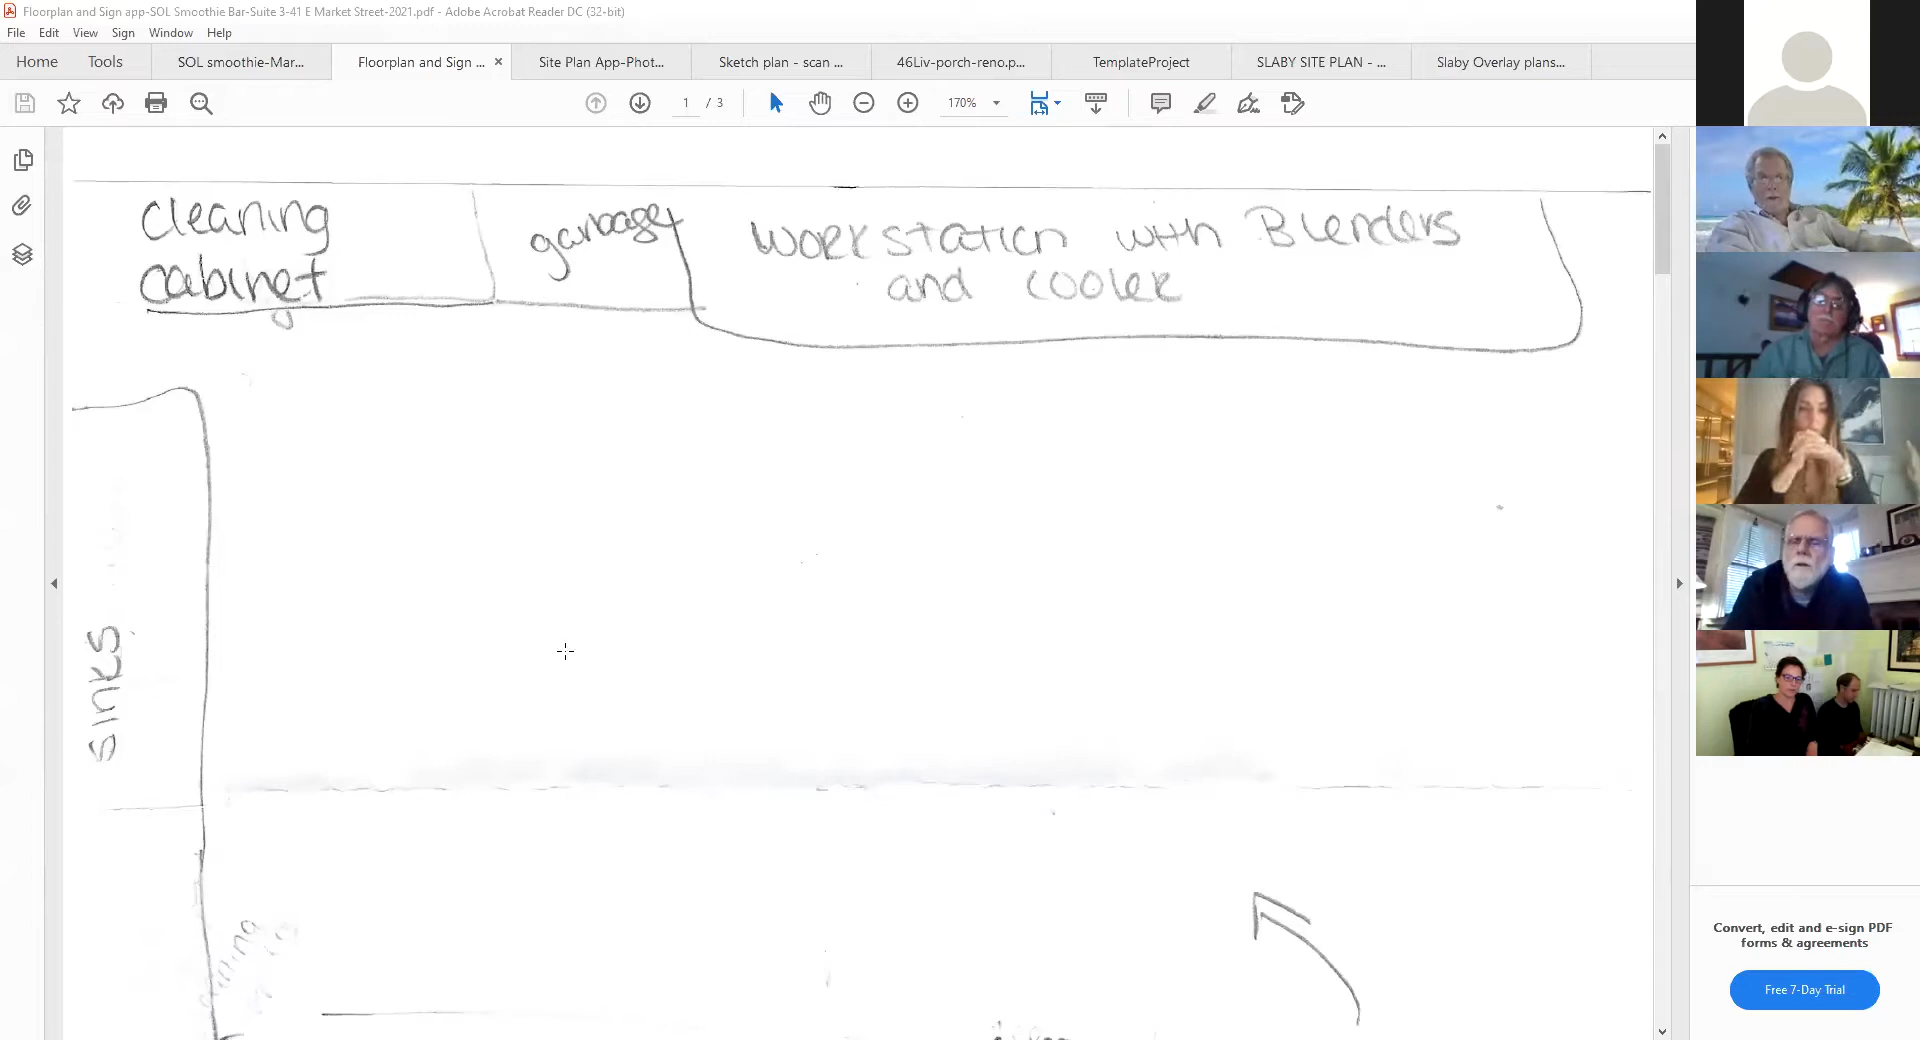 Floorplan and Sign app-SOL Smoothie Bar-Suite 3-41 E Market Street-2021.pdf - Adobe Acrobat Reader DC (32-bit)
File Edit View Sign Window Help
Home Tools SOL smoothie-Mar... Floorplan and Sign ... × Site Plan App-Phot... Sketch plan - scan ... 46Liv-porch-reno.p... TemplateProject SLABY SITE PLAN - ... Slaby Overlay plans...
1 / 3 170%
cleaning
cabinet
garbage
Workstation with Blenders
and cooler
sinks
Convert, edit and e-sign PDF
forms & agreements
Free 7-Day Trial